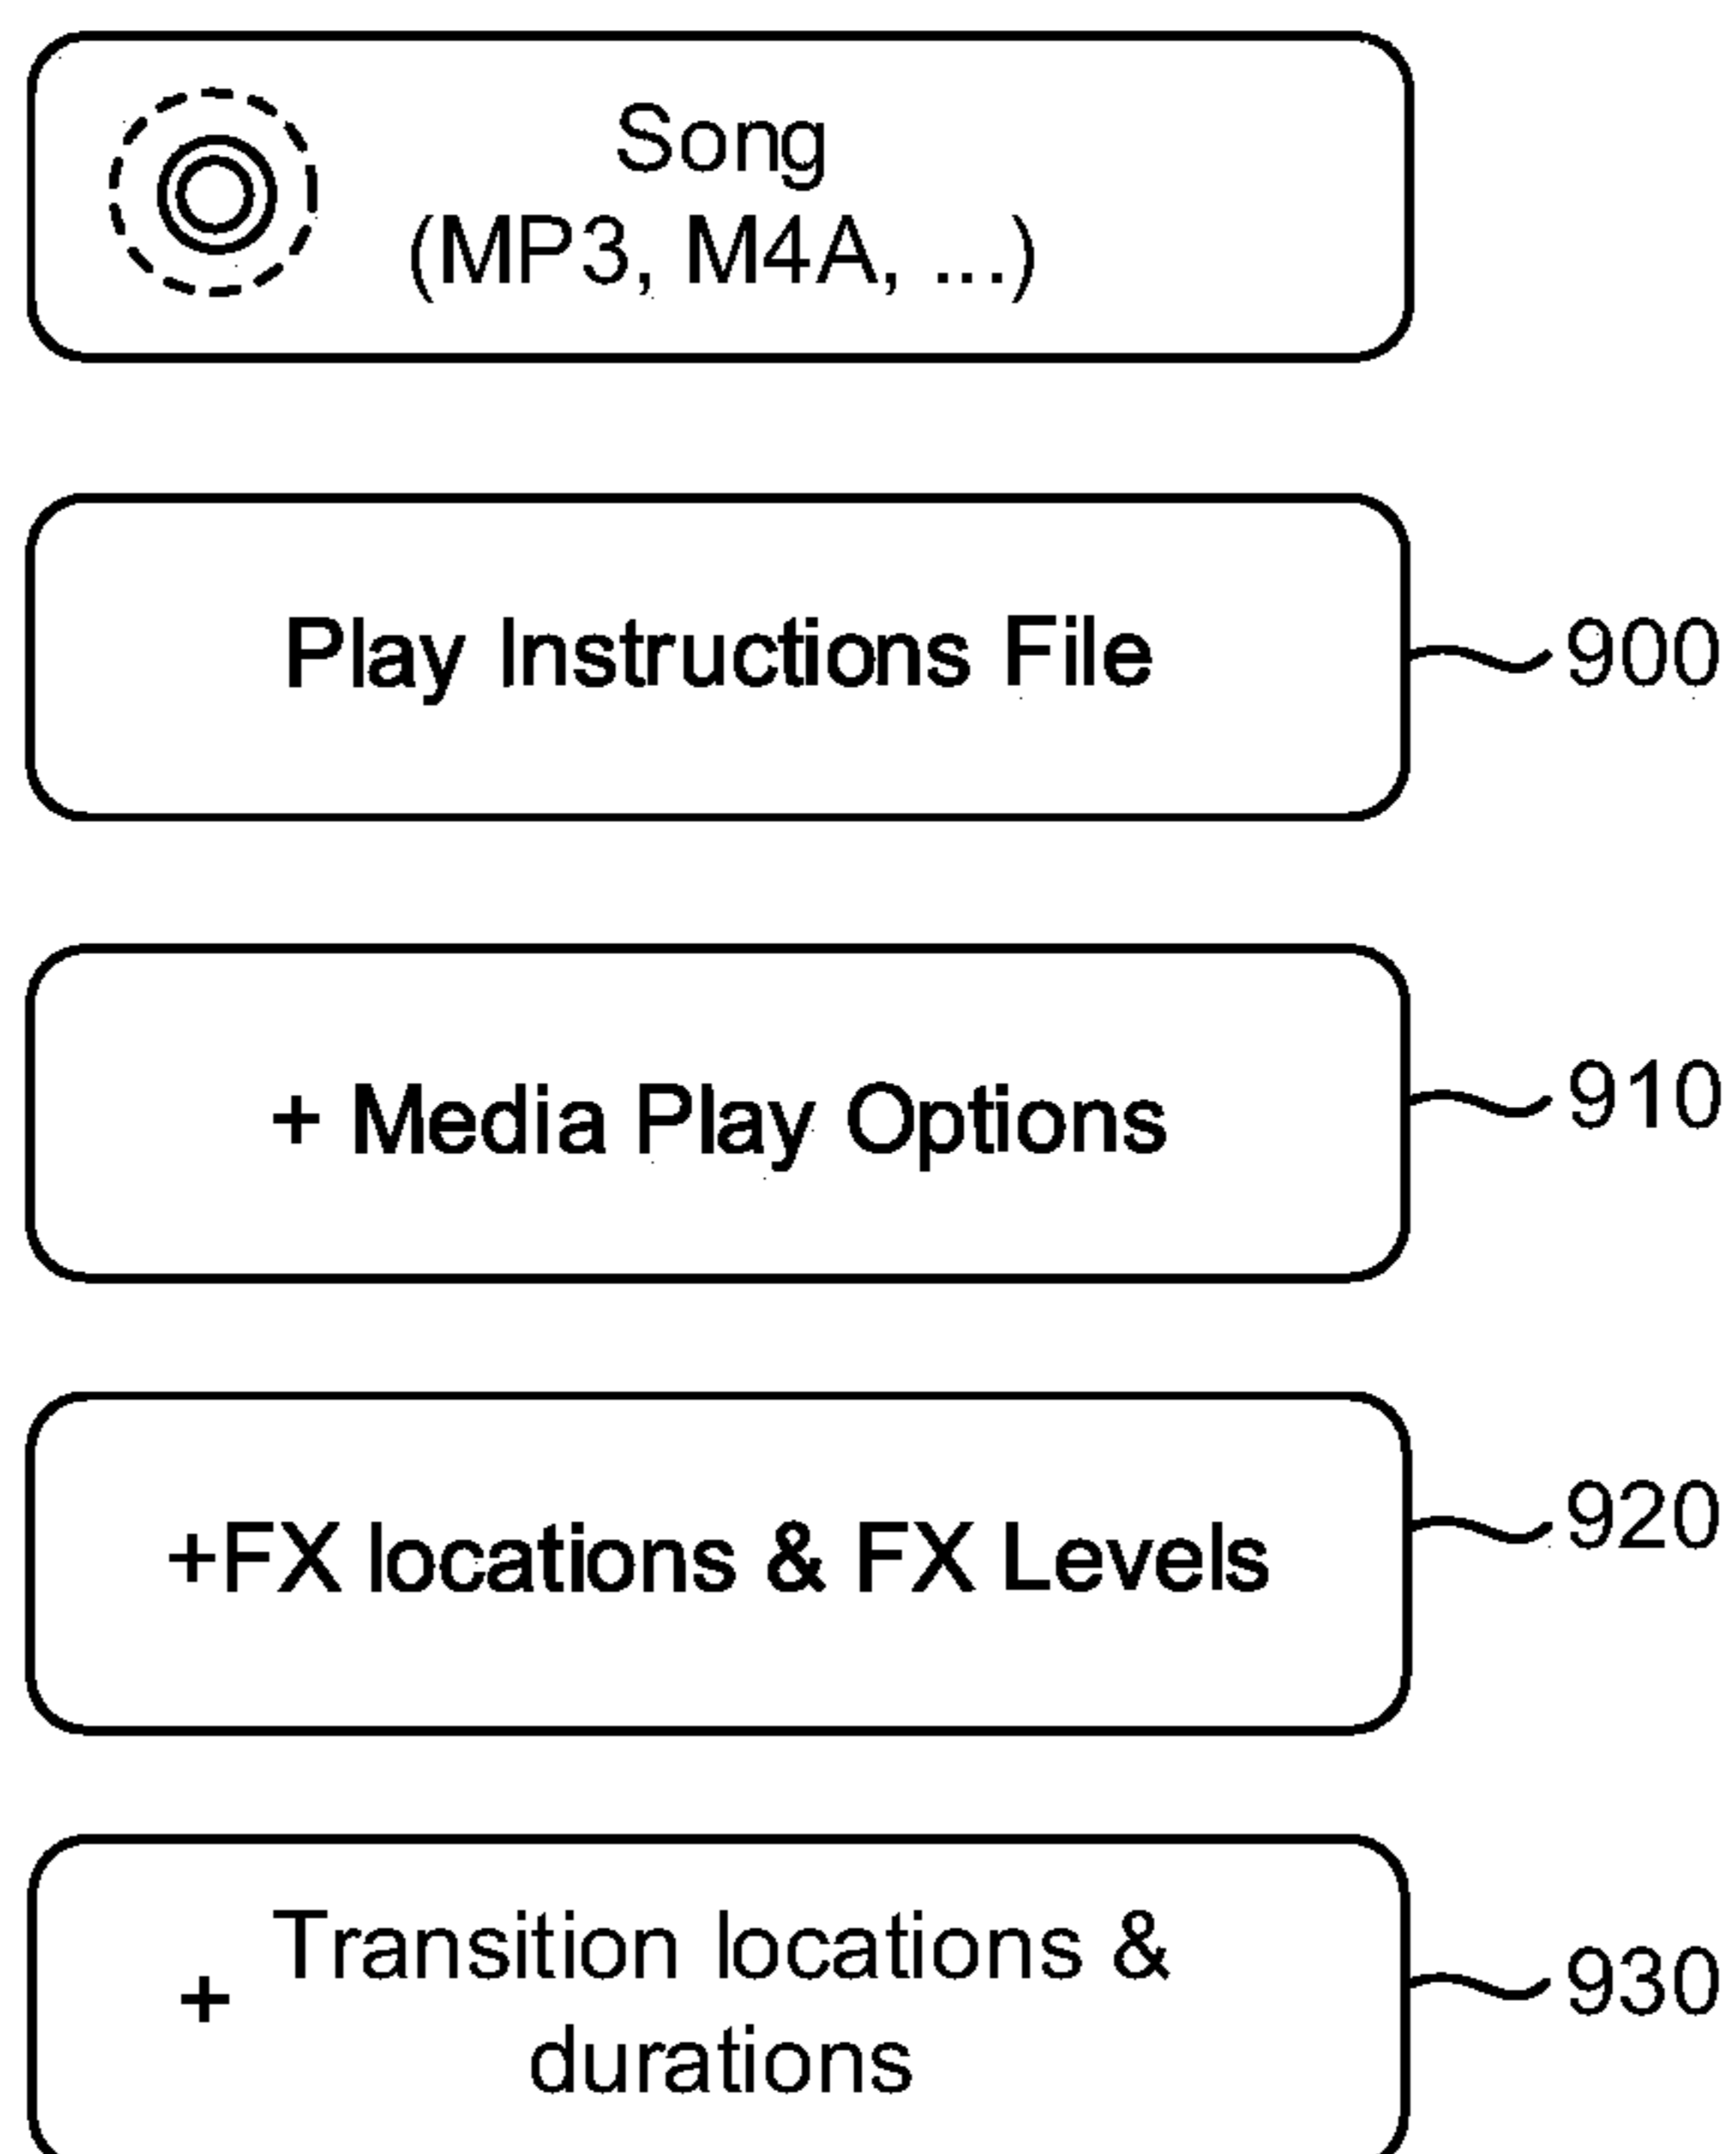 Song
(MP3, M4A, ...)
Play Instructions File
900
+ Media Play Options
910
+FX locations & FX Levels
920
+ Transition locations &
durations
930